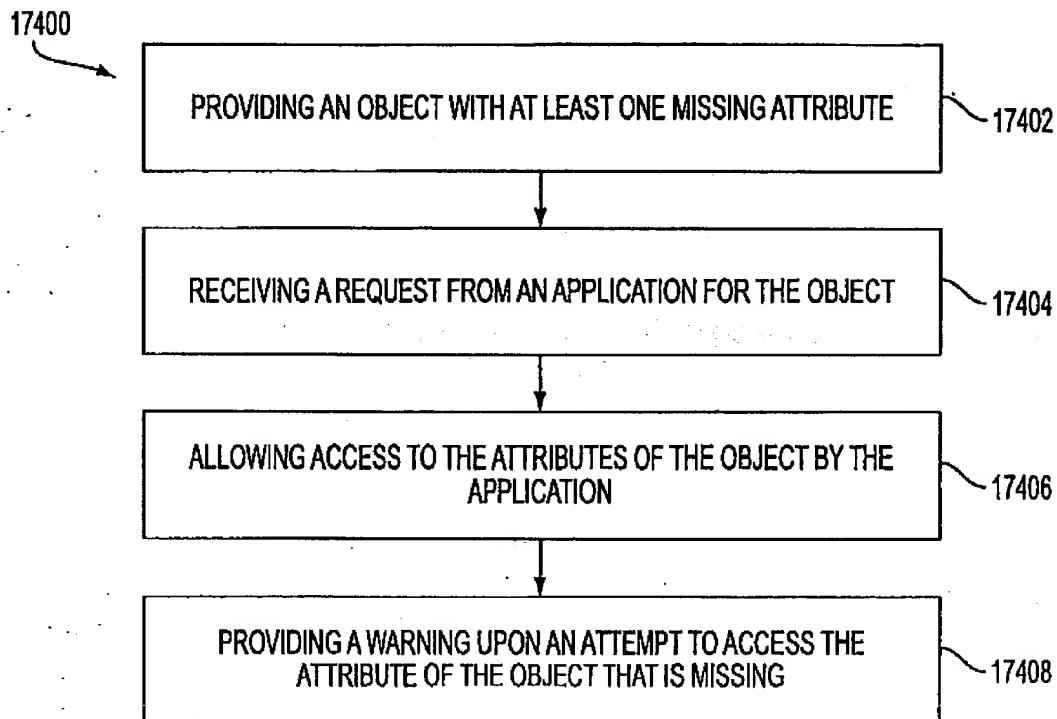 17400
PROVIDING AN OBJECT WITH AT LEAST ONE MISSING ATTRIBUTE
17402
RECEIVING A REQUEST FROM AN APPLICATION FOR THE OBJECT
17404
ALLOWING ACCESS TO THE ATTRIBUTES OF THE OBJECT BY THE
APPLICATION
17406
PROVIDING A WARNING UPON AN ATTEMPT TO ACCESS THE
ATTRIBUTE OF THE OBJECT THAT IS MISSING
17408